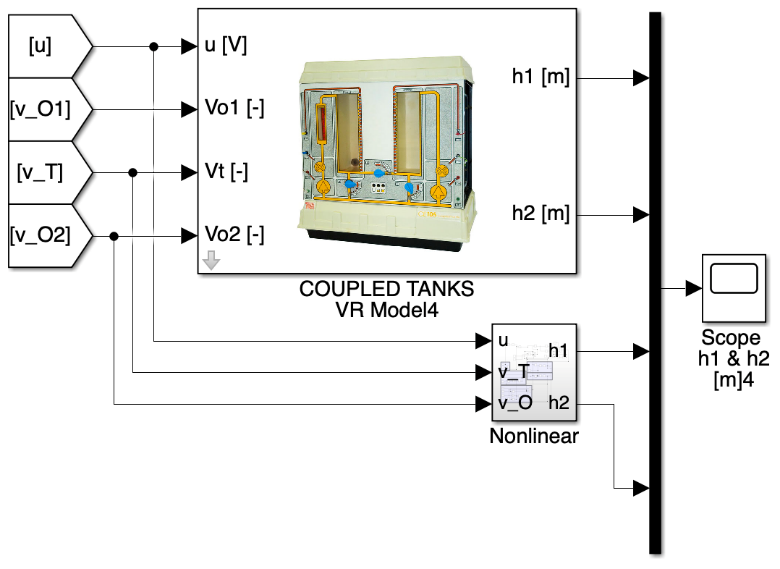 [u]
[v_O1]
[v_T]
[v_O2]
u [V]
Vo1 [-]
Vt [-]
Vo2 [-]
h1 [m]
h2 [m]
COUPLED TANKS
VR Model4
u
v_T
v_O
h1
h2
Nonlinear
Scope
h1 & h2
[m]4